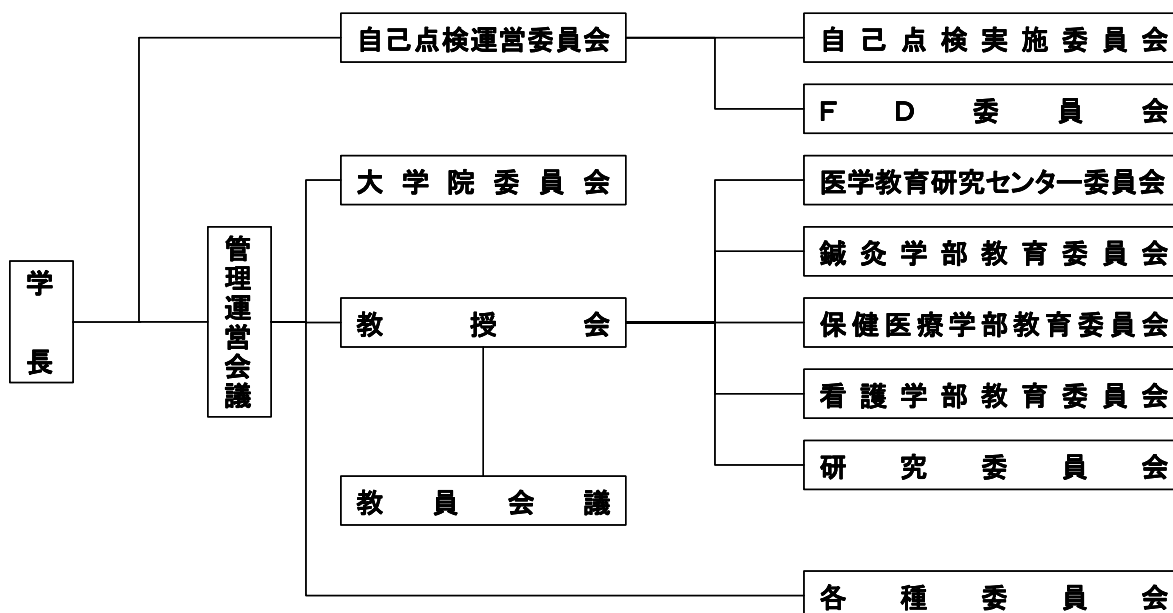 自己点検運営委員会
自己点検実施委員会
ＦＤ委員会
大学院委員会
医学教育研究センター委員会
管理運営会議
鍼灸学部教育委員会
学長
教授会
保健医療学部教育委員会
看護学部教育委員会
研究委員会
教員会議
各種委員会